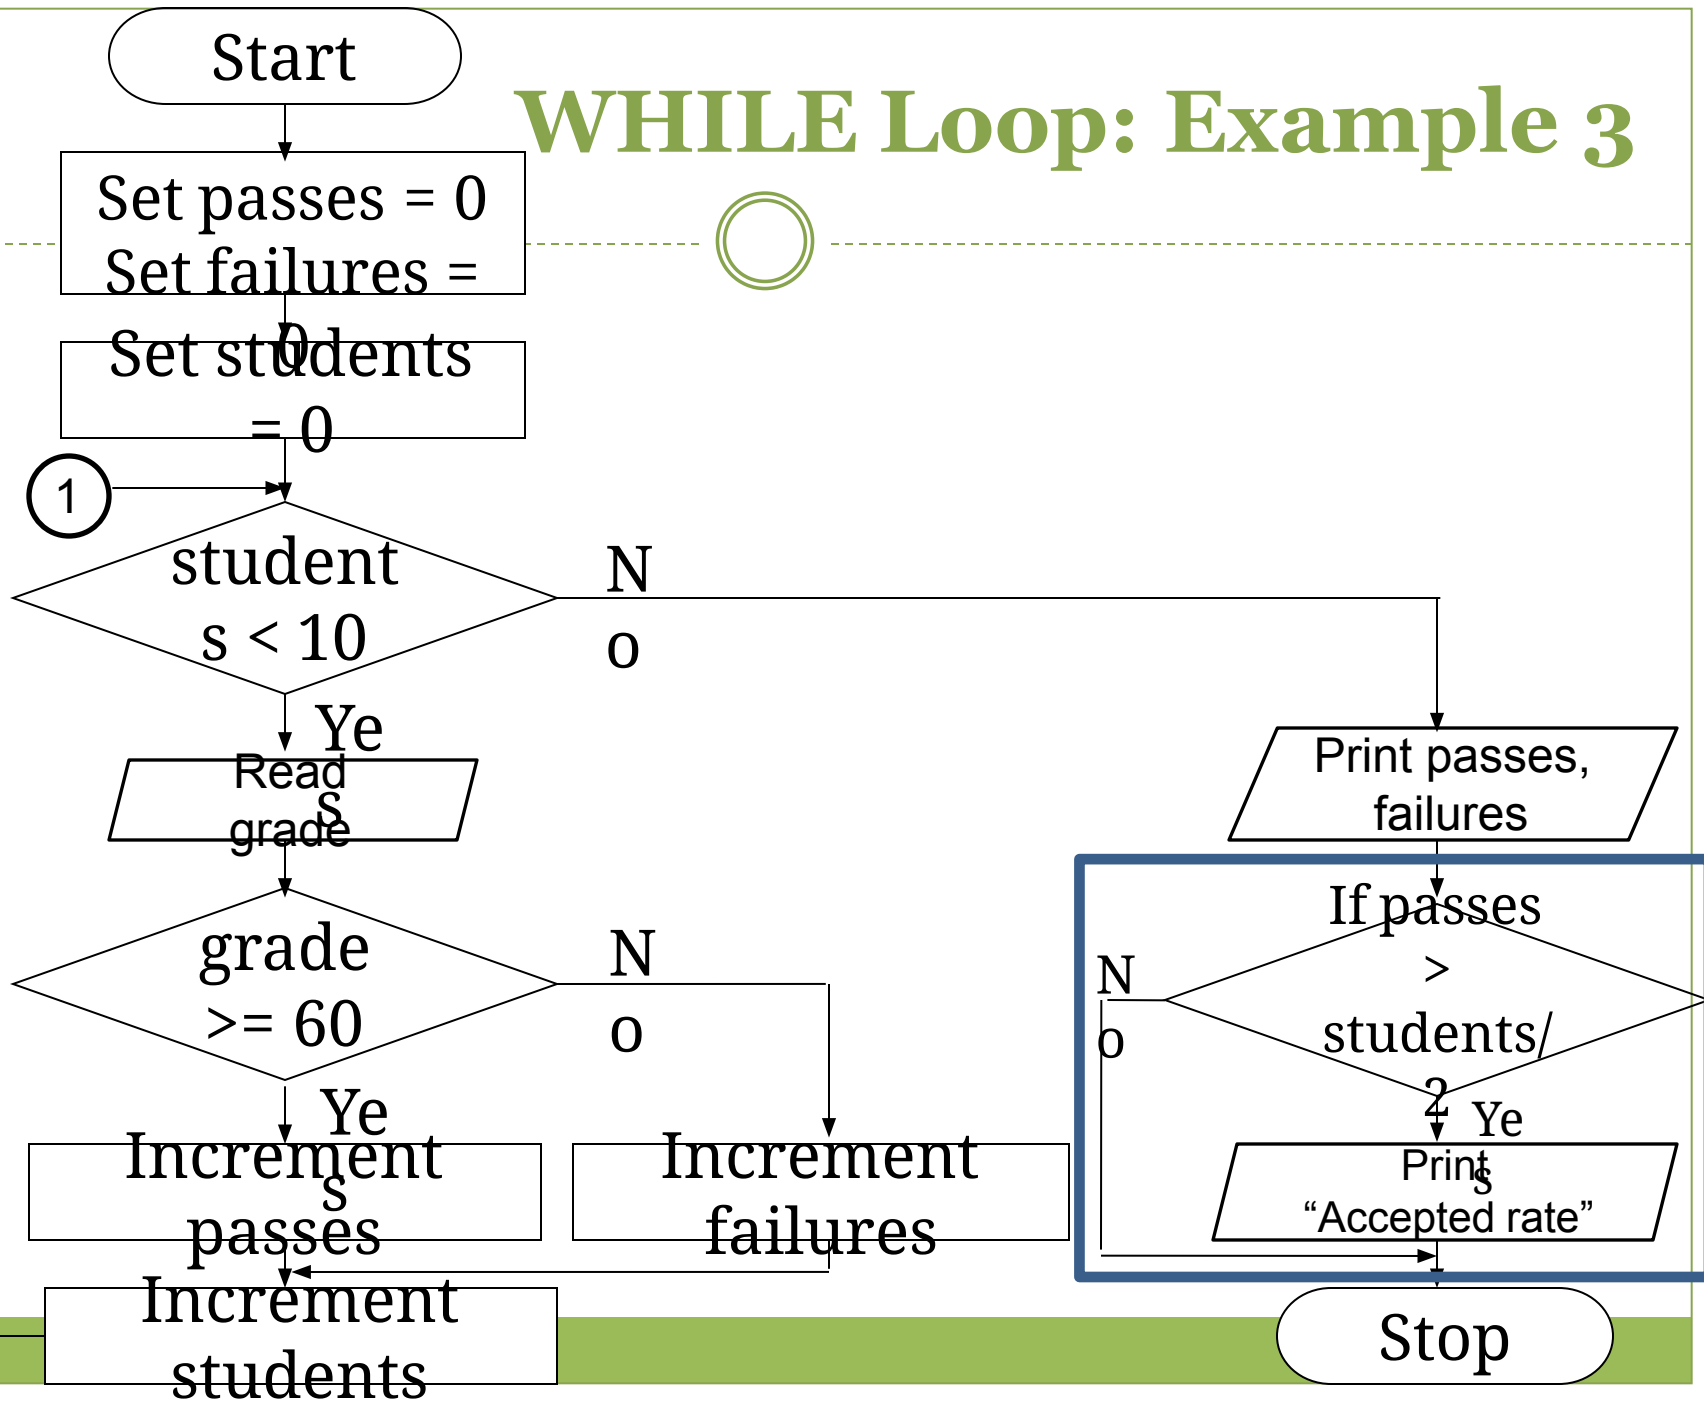 Start
WHILE Loop: Example 3
Set passes = 0
Set failures =
0
Set students
= 0
1
student
s < 10
N
o
Ye
s
Read
grade
Print passes,
failures
grade
>= 60
N
o
If passes
>
students/
2
N
o
Ye
s
Ye
s
Increment
passes
Increment
failures
Print
“Accepted rate”
Increment
students
Stop